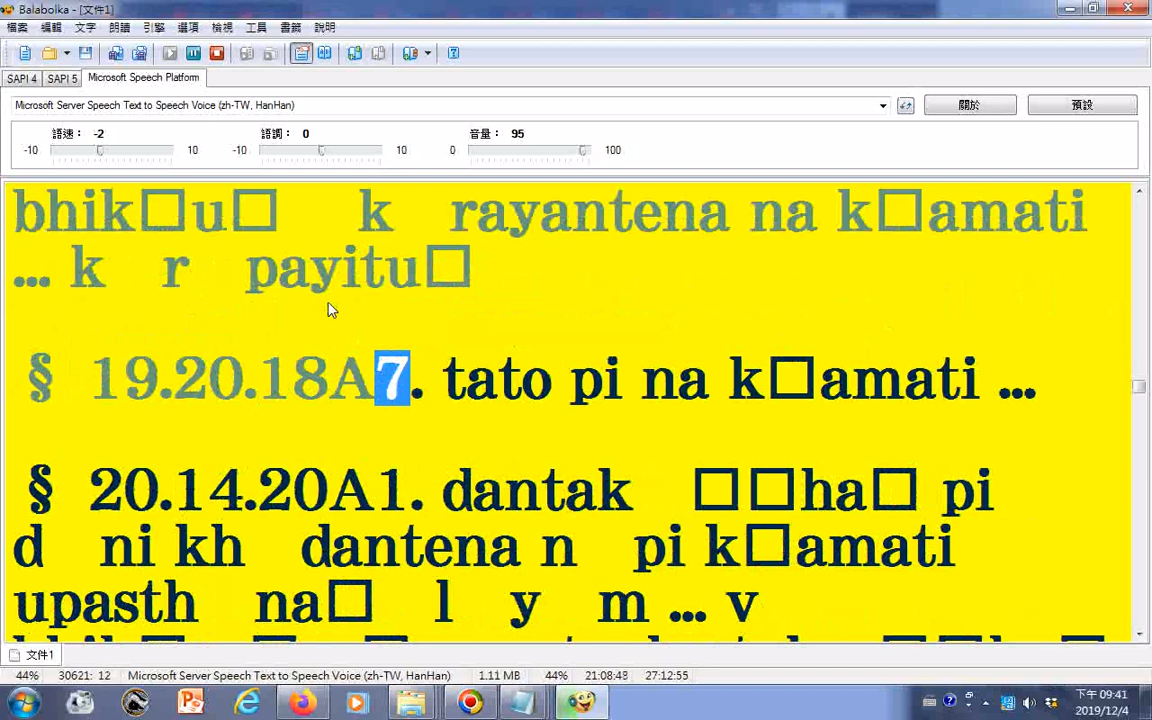 Balabolka - [文件1]
檔案 編輯 文字 朗讀 引擎 選項 檢視 工具 書籤 說明
SAPI 4 SAPI 5 Microsoft Speech Platform
Microsoft Server Speech Text to Speech Voice (zh-TW, HanHan) 關於 預設
語速： -2 語調： 0 音量： 95
-10 10 -10 10 0 100
bhik□u□ k rayantena na k□amati
... k r payitu□
§ 19.20.18A7. tato pi na k□amati ...
§ 20.14.20A1. dantak □□ha□ pi
d ni kh dantena n pi k□amati
upasth na□ l y m ... v
文件1
44% 30621: 12 Microsoft Server Speech Text to Speech Voice (zh-TW, HanHan) 1.11 MB 44% 21:08:48 27:12:55
下午 09:41
2019/12/4